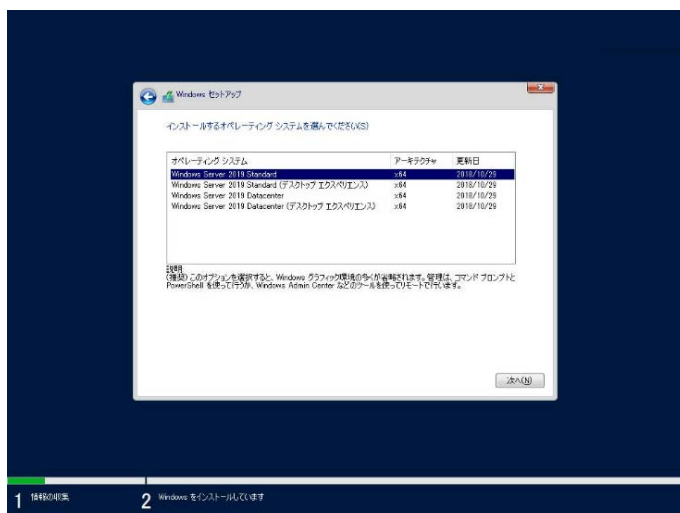 Windows セットアップ
インストールするオペレーティング システムを選んでください(S)
オペレーティング システム アーキテクチャ 更新日
Windows Server 2019 Standard x64 2018/10/29
Windows Server 2019 Standard (デスクトップ エクスペリエンス) x64 2018/10/29
Windows Server 2019 Datacenter x64 2018/10/29
Windows Server 2019 Datacenter (デスクトップ エクスペリエンス) x64 2018/10/29
説明:
(推奨) このオプションを選択すると、Windows グラフィック環境の多くが省略されます。管理は、コマンド プロンプトと
PowerShell を使って行うか、Windows Admin Center などのツールを使ってリモートで行います。
次へ(N)
1 情報の収集 2 Windows をインストールしています